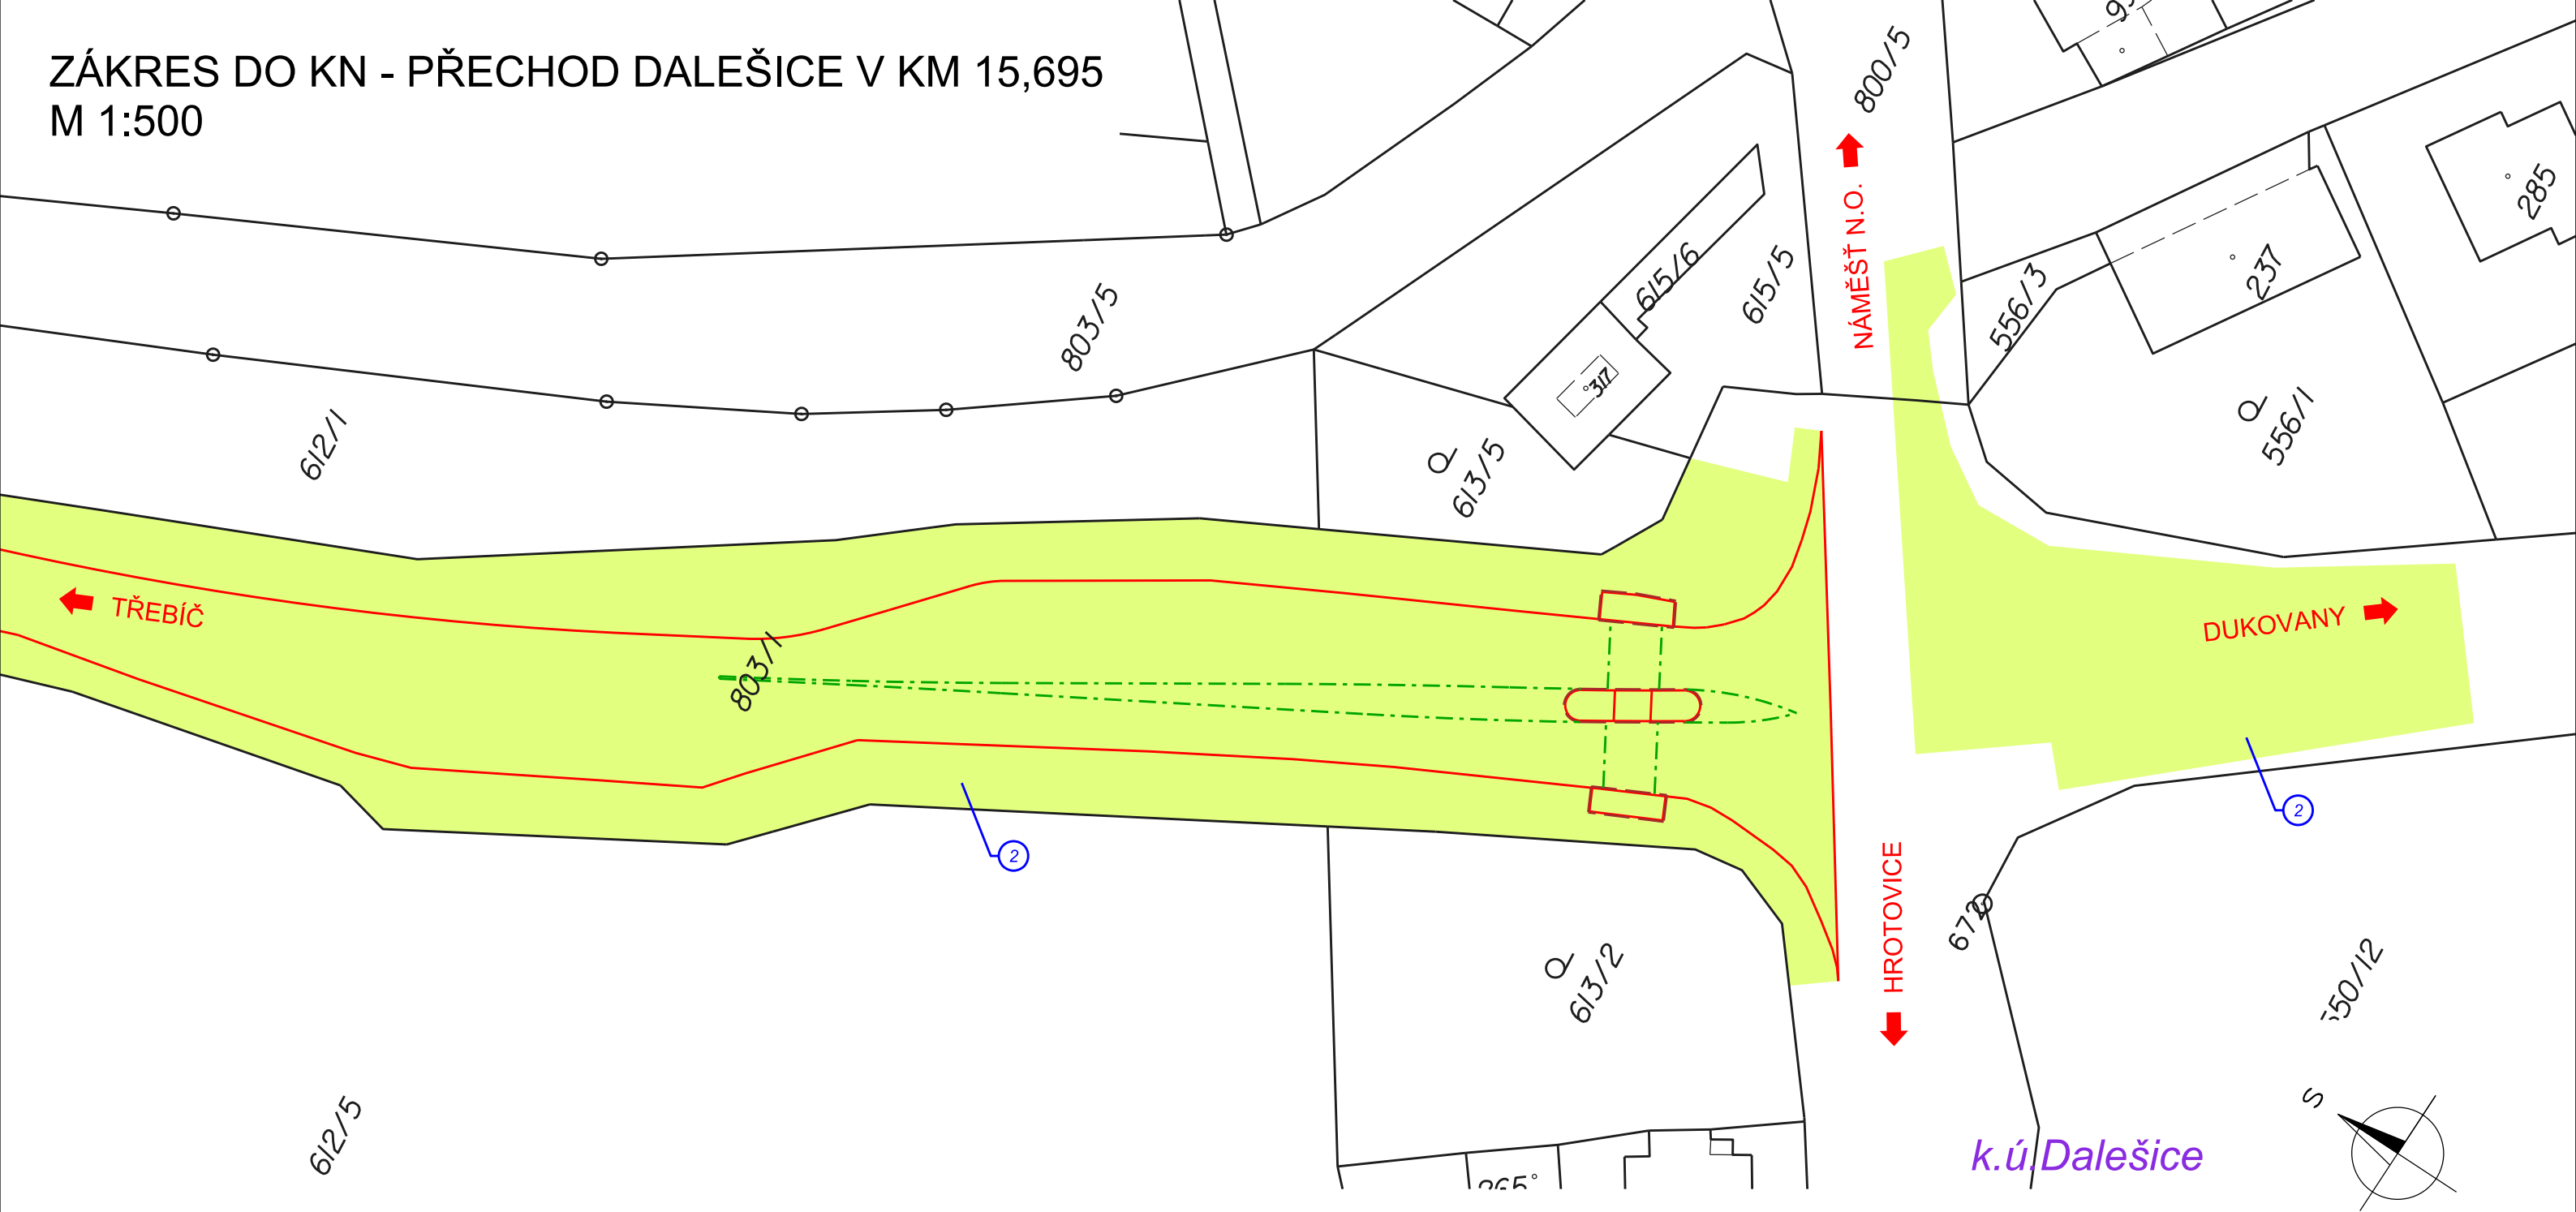 ZÁKRES DO KN - PŘECHOD DALEŠICE V KM 15,695
M 1:500
800/5
285
237
615/6
615/5
NÁMĚŠŤ N.O.
556/3
803/5
317
556/1
612/1
613/5
TŘEBÍČ
DUKOVANY
803/1
2
2
HROTOVICE
672
613/2
550/12
612/5
S
k.ú.Dalešice
265